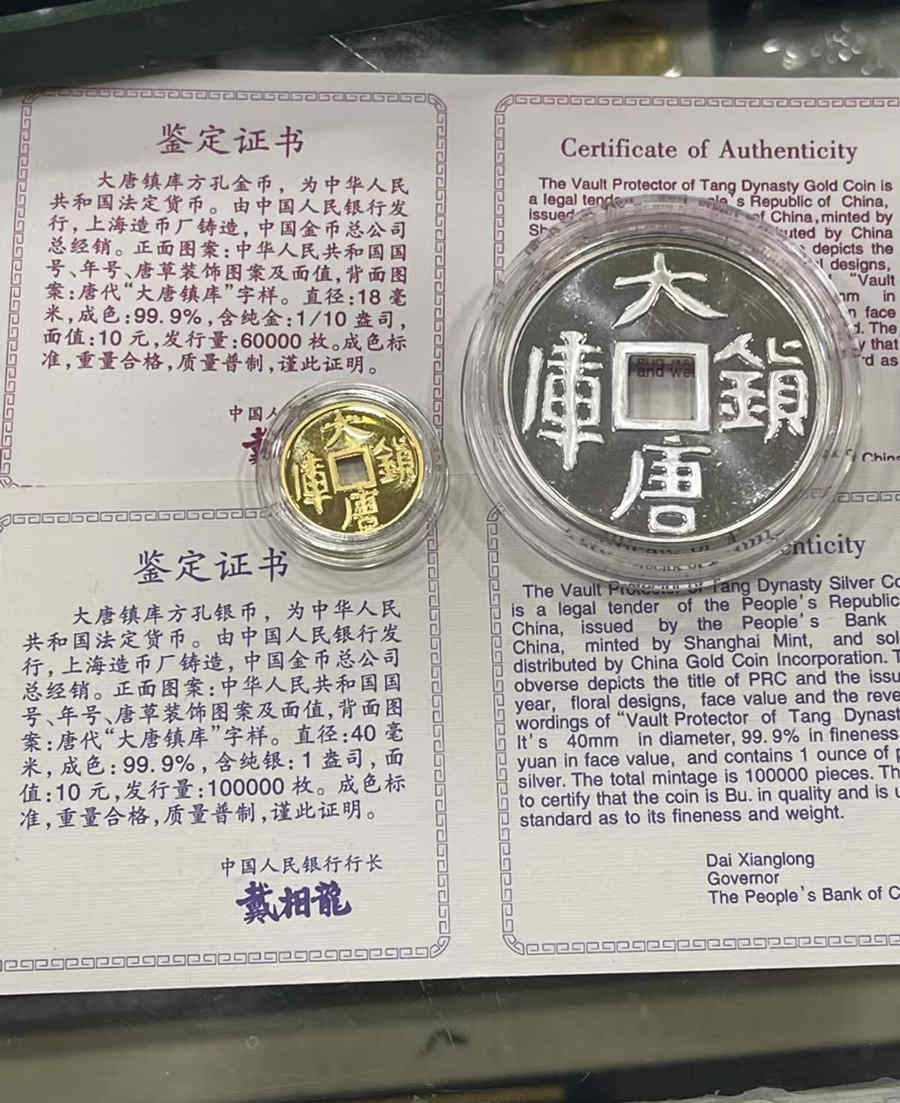 鉴定证书
大唐镇库方孔金币，为中华人民
共和国法定货币。由中国人民银行发
行，上海造币厂铸造，中国金币总公司
总经销。正面图案:中华人民共和国国
号、年号、唐草装饰图案及面值，背面图
案:唐代“大唐镇库”字样。直径:18毫
米，成色:99.9%，含纯金:1/10盎司，
面值:10元，发行量:60000枚。成色标
准，重量合格，质量普制，谨此证明。
中国人
戴
Certificate of Authenticity
The Vault Protector of Tang Dynasty Gold Coin is
a legal Republic of China,
issued of China, minted by
by China
depicts the
designs,
"Vault
in
face
The
that
as
China
大
庫 鎮
唐
and
大
庫 鎮
唐
鉴定证书
大唐镇库方孔银币，为中华人民
共和国法定货币。由中国人民银行发
行，上海造币厂铸造，中国金币总公司
总经销。正面图案:中华人民共和国国
号、年号、唐草装饰图案及面值，背面图
案:唐代“大唐镇库”字样。直径:40毫
米，成色:99.9%，含纯银:1盎司，面
值:10元，发行量:100000枚。成色标
准，重量合格，质量普制，谨此证明。
中国人民银行行长
戴相龍
The Vault Protector of Tang Dynasty Silver
is a legal tender of the People's Republic
China, issued by the People's Bank
China, minted by Shanghai Mint, and
distributed by China Gold Coin Incorporation.
obverse depicts the title of PRC and the
year, floral designs, face value and the
wordings of "Vault Protector of Tang
It's 40mm in diameter, 99.9% in fineness
yuan in face value, and contains 1 ounce of
silver. The total mintage is 100000 pieces.
to certify that the coin is Bu. in quality and is
standard as to its fineness and weight.
Dai Xianglong
Governor
The People's Bank of